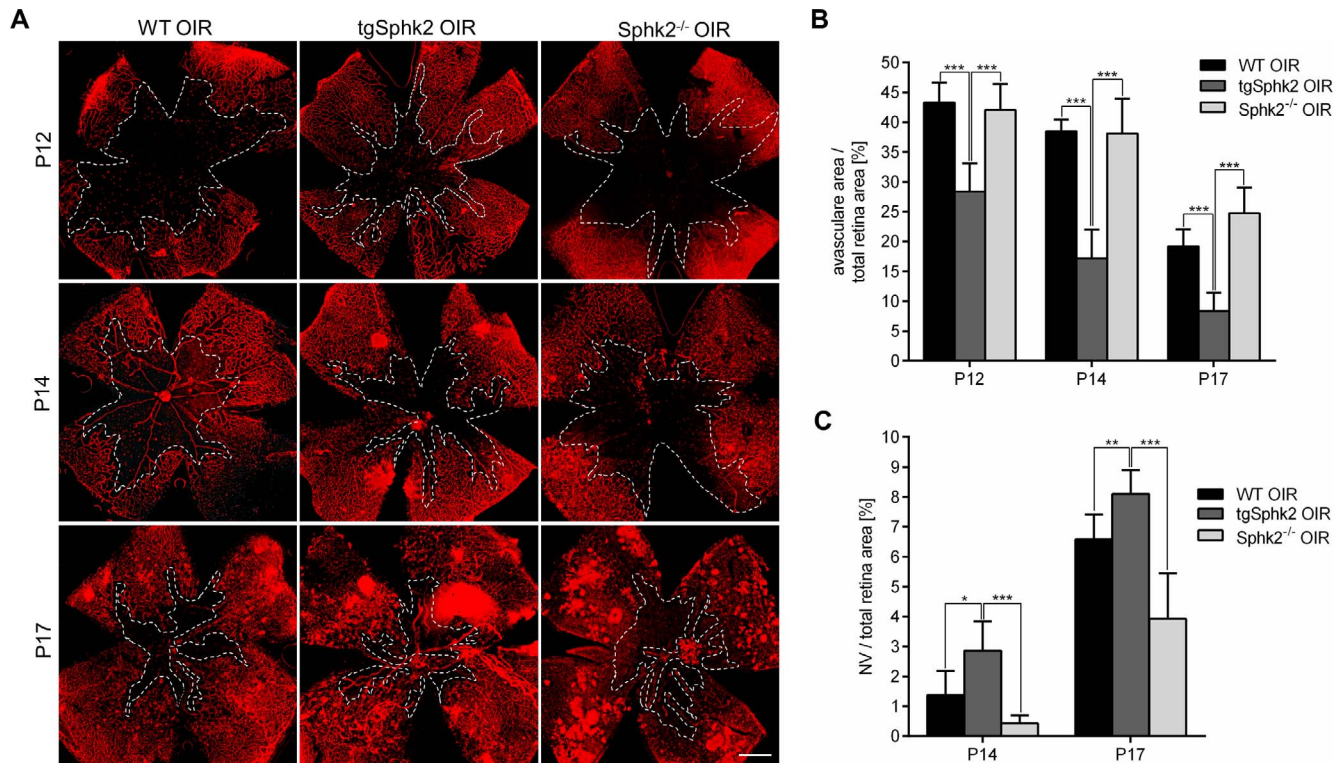 A
WT OIR
tgSphk2 OIR
Sphk2-/- OIR
P12
P14
P17
B
avasculare area /
total retina area [%]
50
45
40
35
30
25
20
15
10
5
0
*** ***
*** ***
*** ***
P12 P14 P17
WT OIR
tgSphk2 OIR
Sphk2-/- OIR
C
NV / total retina area [%]
10
9
8
7
6
5
4
3
2
1
0
* ***
** ***
P14 P17
WT OIR
tgSphk2 OIR
Sphk2-/- OIR